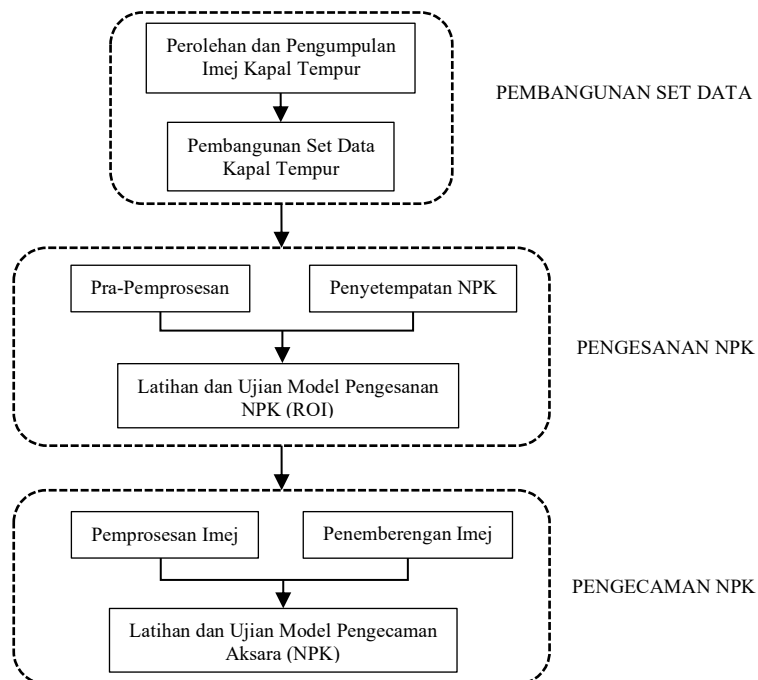 Perolehan dan Pengumpulan
Imej Kapal Tempur
PEMBANGUNAN SET DATA
Pembangunan Set Data
Kapal Tempur
Pra-Pemprosesan
Penyetempatan NPK
PENGESANAN NPK
Latihan dan Ujian Model Pengesanan
NPK (ROI)
Pemprosesan Imej
Penemberengan Imej
PENGECAMAN NPK
Latihan dan Ujian Model Pengecaman
Aksara (NPK)